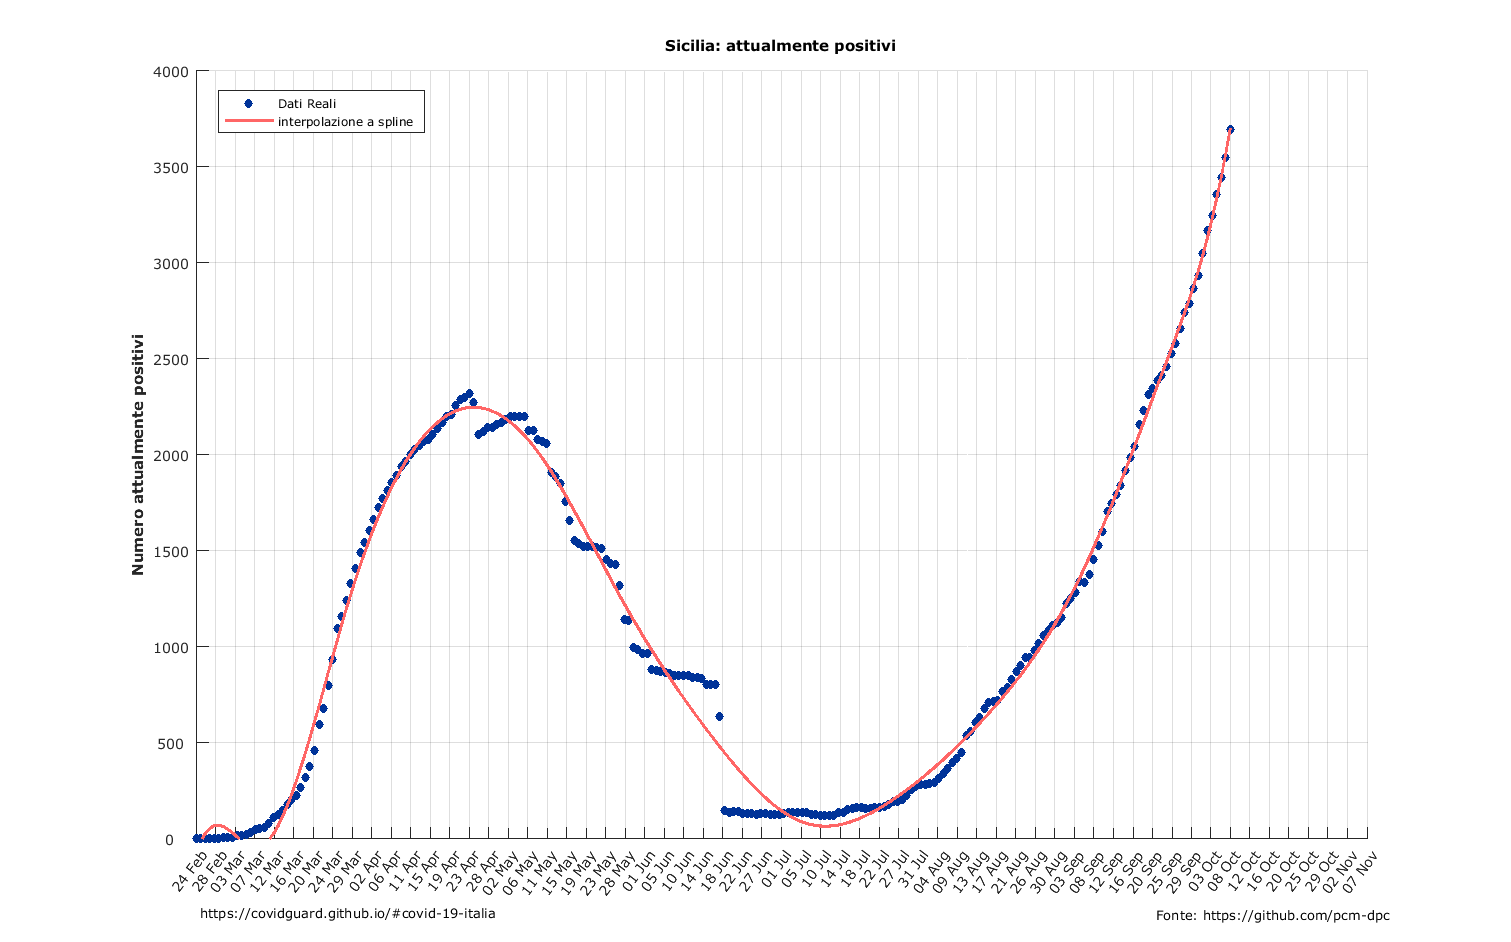 Sicilia: attualmente positivi
Dati Reali
interpolazione a spline
Numero attualmente positivi
4000
3500
3000
2500
2000
1500
1000
500
0
24 Feb
28 Feb
03 Mar
07 Mar
12 Mar
16 Mar
20 Mar
24 Mar
29 Mar
02 Apr
06 Apr
11 Apr
15 Apr
19 Apr
23 Apr
28 Apr
02 May
06 May
11 May
15 May
19 May
23 May
28 May
01 Jun
05 Jun
10 Jun
14 Jun
18 Jun
22 Jun
27 Jun
01 Jul
05 Jul
10 Jul
14 Jul
18 Jul
22 Jul
27 Jul
31 Jul
04 Aug
09 Aug
13 Aug
17 Aug
21 Aug
26 Aug
30 Aug
03 Sep
08 Sep
12 Sep
16 Sep
20 Sep
25 Sep
29 Sep
03 Oct
08 Oct
12 Oct
16 Oct
20 Oct
25 Oct
29 Oct
02 Nov
07 Nov
https://covidguard.github.io/#covid-19-italia
Fonte: https://github.com/pcm-dpc